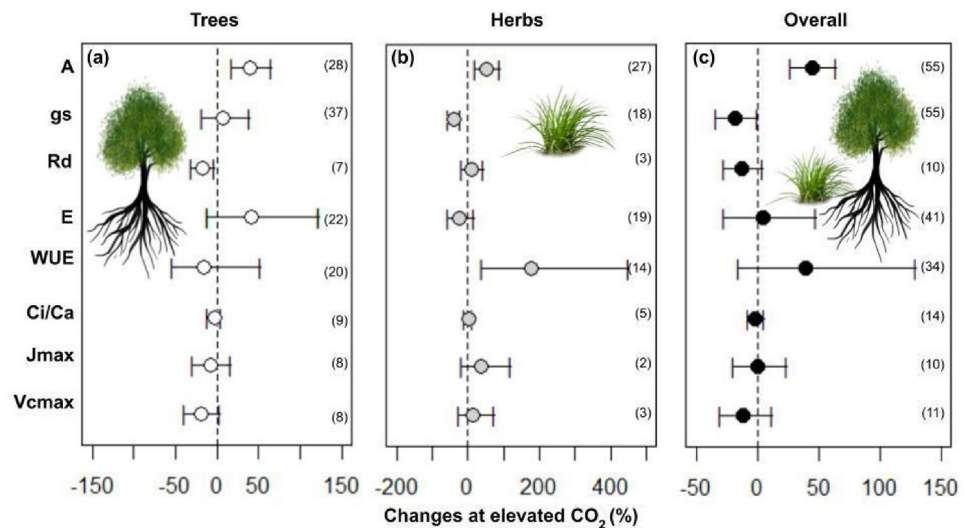 Trees Herbs Overall
(a) (b) (c)
A (28) (27) (55)
gs (37) (18) (55)
Rd (7) (3) (10)
E (22) (19) (41)
WUE (20) (14) (34)
Ci/Ca (9) (5) (14)
Jmax (8) (2) (10)
Vcmax (8) (3) (11)
-150 -50 0 50 150 -200 0 200 400 -50 0 50 100 150
Changes at elevated CO₂ (%)